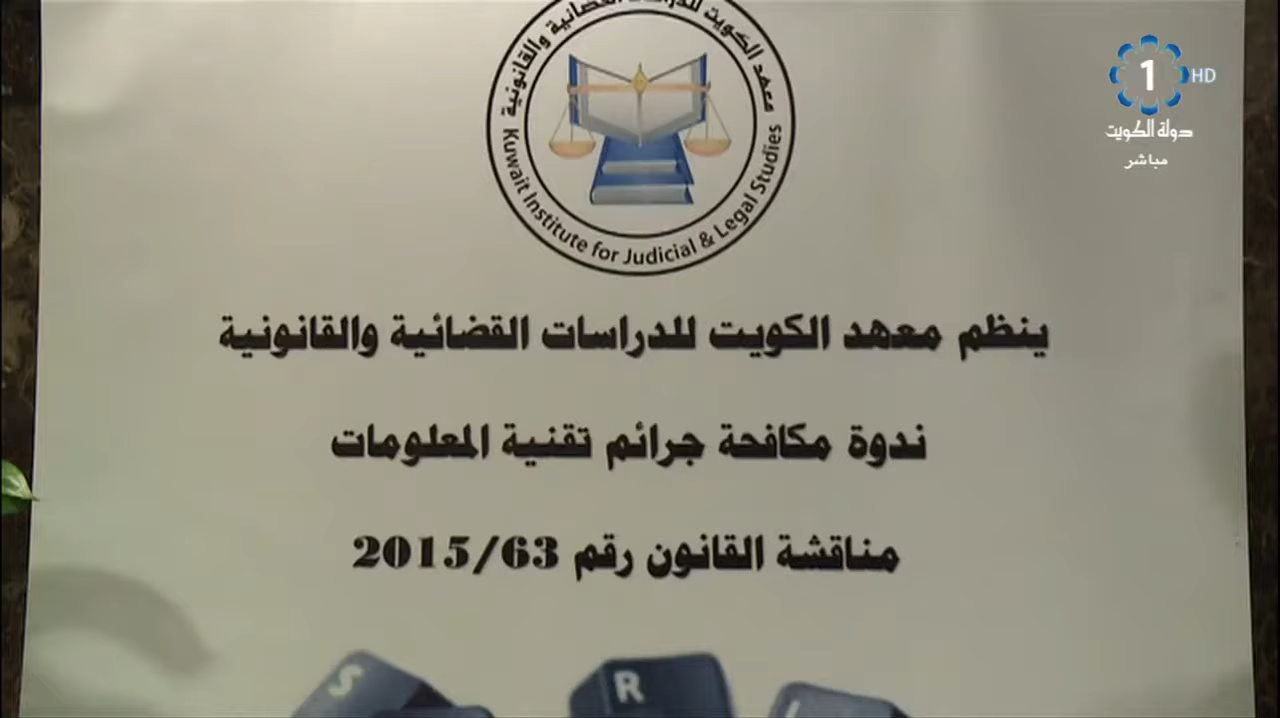 معهد الكويت للدراسات القضائية والقانونية
Kuwait Institute for Judicial & Legal Studies
1 HD
دولة الكويت
مباشر
ينظم معهد الكويت للدراسات القضائية والقانونية
ندوة مكافحة جرائم تقنية المعلومات
مناقشة القانون رقم 2015/63
S
R